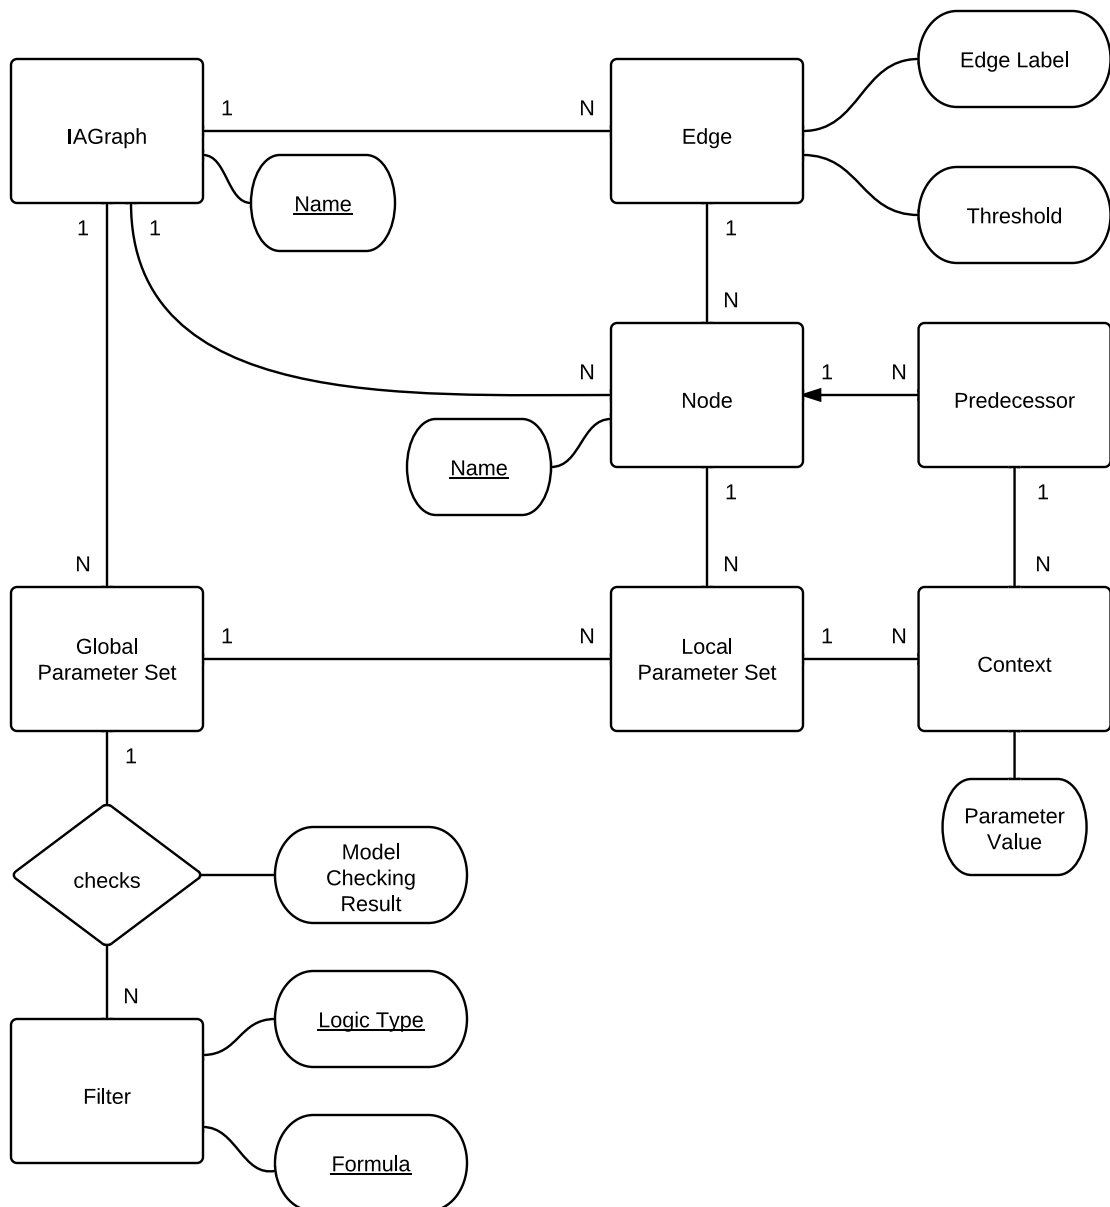 Edge Label
1
N
IAGraph
Edge
Name
Threshold
1
1
1
N
N
1
N
Node
Predecessor
Name
1
1
N
N
N
1
N
1
N
Global
Parameter Set
Local
Parameter Set
Context
1
Parameter
Value
Model
Checking
Result
checks
N
Logic Type
Filter
Formula